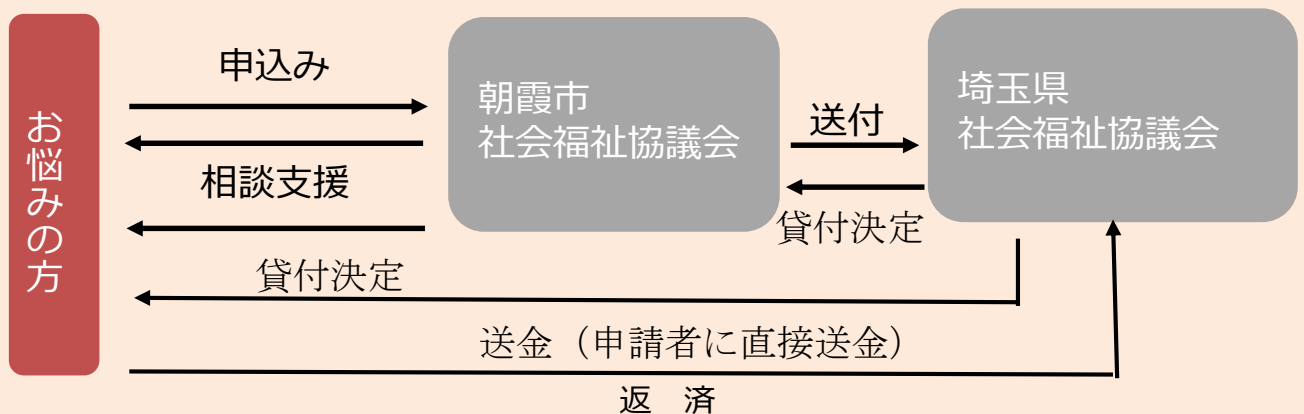 お悩みの方
申込み
相談支援
朝霞市
社会福祉協議会
送付
貸付決定
埼玉県
社会福祉協議会
貸付決定
送金（申請者に直接送金）
返　済